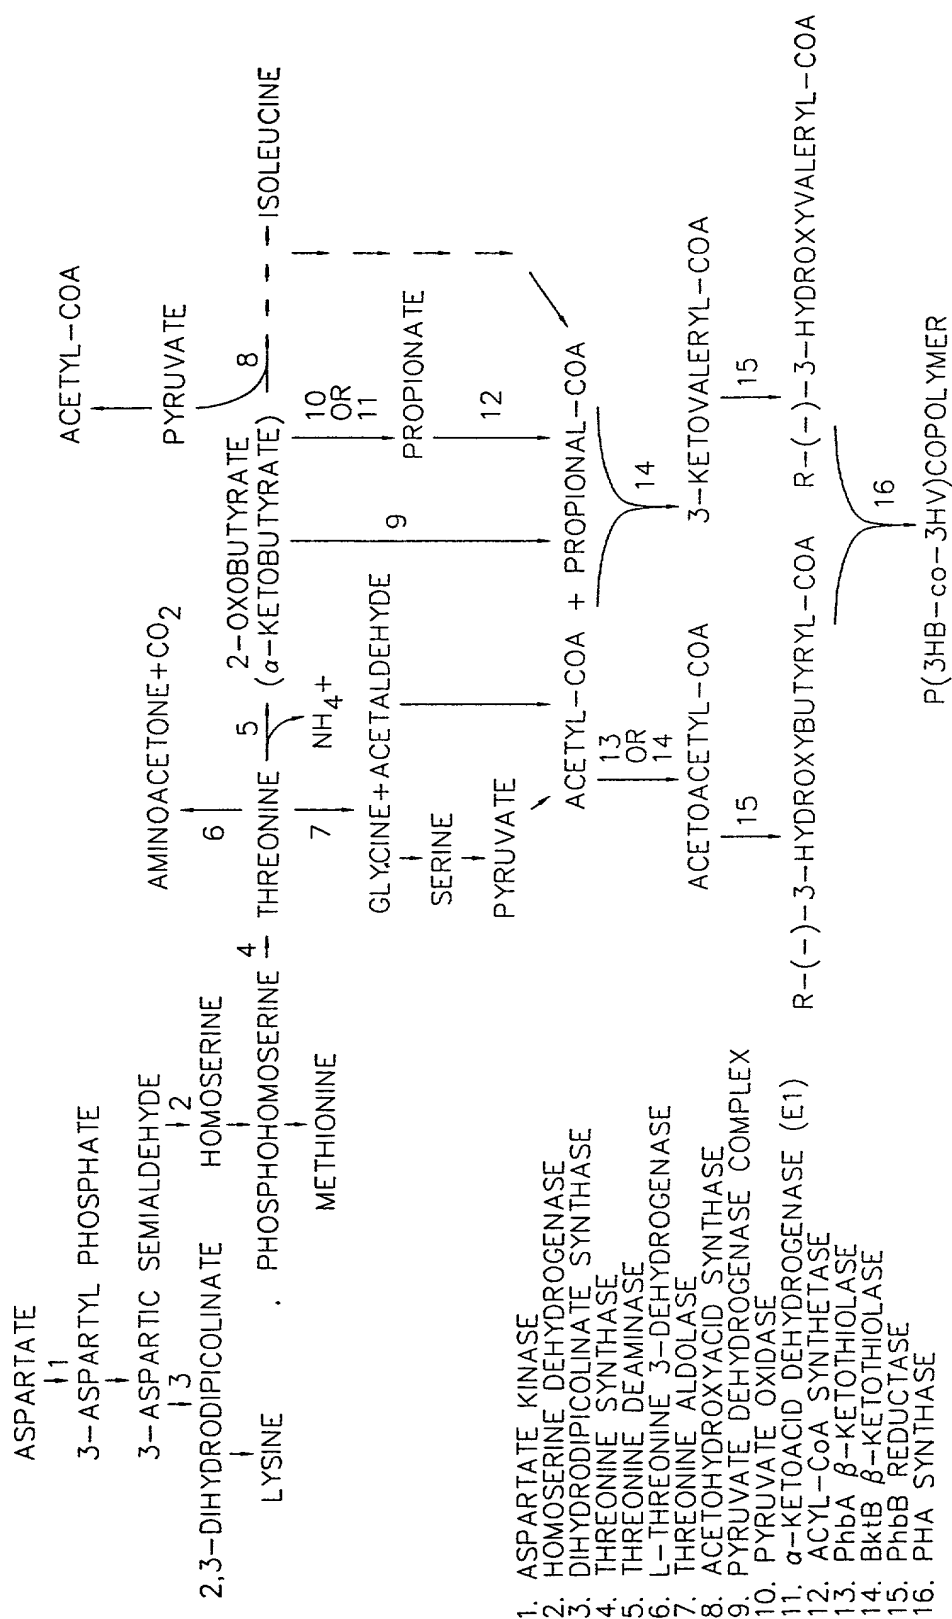 ASPARTATE
1
3-ASPARTYL PHOSPHATE
3-ASPARTIC SEMIALDEHYDE
3
2
2,3-DIHYDRODIPICOLINATE
HOMOSERINE
LYSINE
PHOSPHOHOMOSERINE
4
THREONINE
5
NH4+
METHIONINE
6
AMINOACETONE+CO2
7
GLYCINE+ACETALDEHYDE
SERINE
PYRUVATE
2-OXOBUTYRATE
(α-KETOBUTYRATE)
8
ISOLEUCINE
PYRUVATE
ACETYL-COA
9
10
OR
11
PROPIONATE
12
ACETYL-COA + PROPIONAL-COA
13
OR
14
14
ACETOACETYL-COA
3-KETOVALERYL-COA
15
15
R-(-)-3-HYDROXYBUTYRYL-COA
R-(-)-3-HYDROXYVALERYL-COA
16
P(3HB-co-3HV)COPOLYMER
1. ASPARTATE KINASE
2. HOMOSERINE DEHYDROGENASE
3. DIHYDRODIPICOLINATE SYNTHASE
4. THREONINE SYNTHASE
5. THREONINE DEAMINASE
6. L-THREONINE 3-DEHYDROGENASE
7. THREONINE ALDOLASE
8. ACETOHYDROXYACID SYNTHASE
9. PYRUVATE DEHYDROGENASE COMPLEX
10. PYRUVATE OXIDASE
11. α-KETOACID DEHYDROGENASE (E1)
12. ACYL-CoA SYNTHETASE
13. PhbA β-KETOTHIOLASE
14. BktB β-KETOTHIOLASE
15. PhbB REDUCTASE
16. PHA SYNTHASE